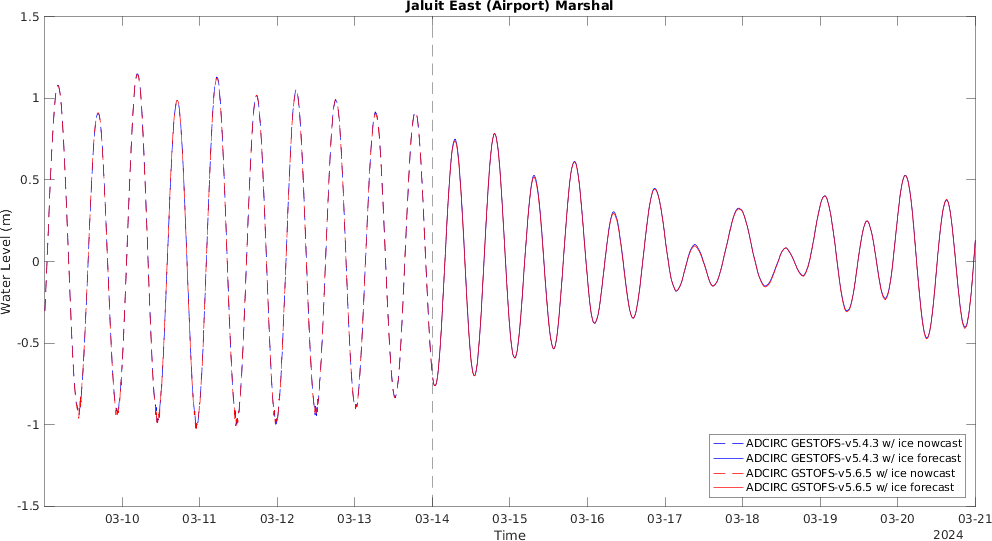 Jaluit East (Airport) Marshal
1.5
1
0.5
0
-0.5
-1
-1.5
Water Level (m)
ADCIRC GESTOFS-v5.4.3 w/ ice nowcast
ADCIRC GESTOFS-v5.4.3 w/ ice forecast
ADCIRC GSTOFS-v5.6.5 w/ ice nowcast
ADCIRC GSTOFS-v5.6.5 w/ ice forecast
03-10 03-11 03-12 03-13 03-14 03-15 03-16 03-17 03-18 03-19 03-20 03-21
Time
2024